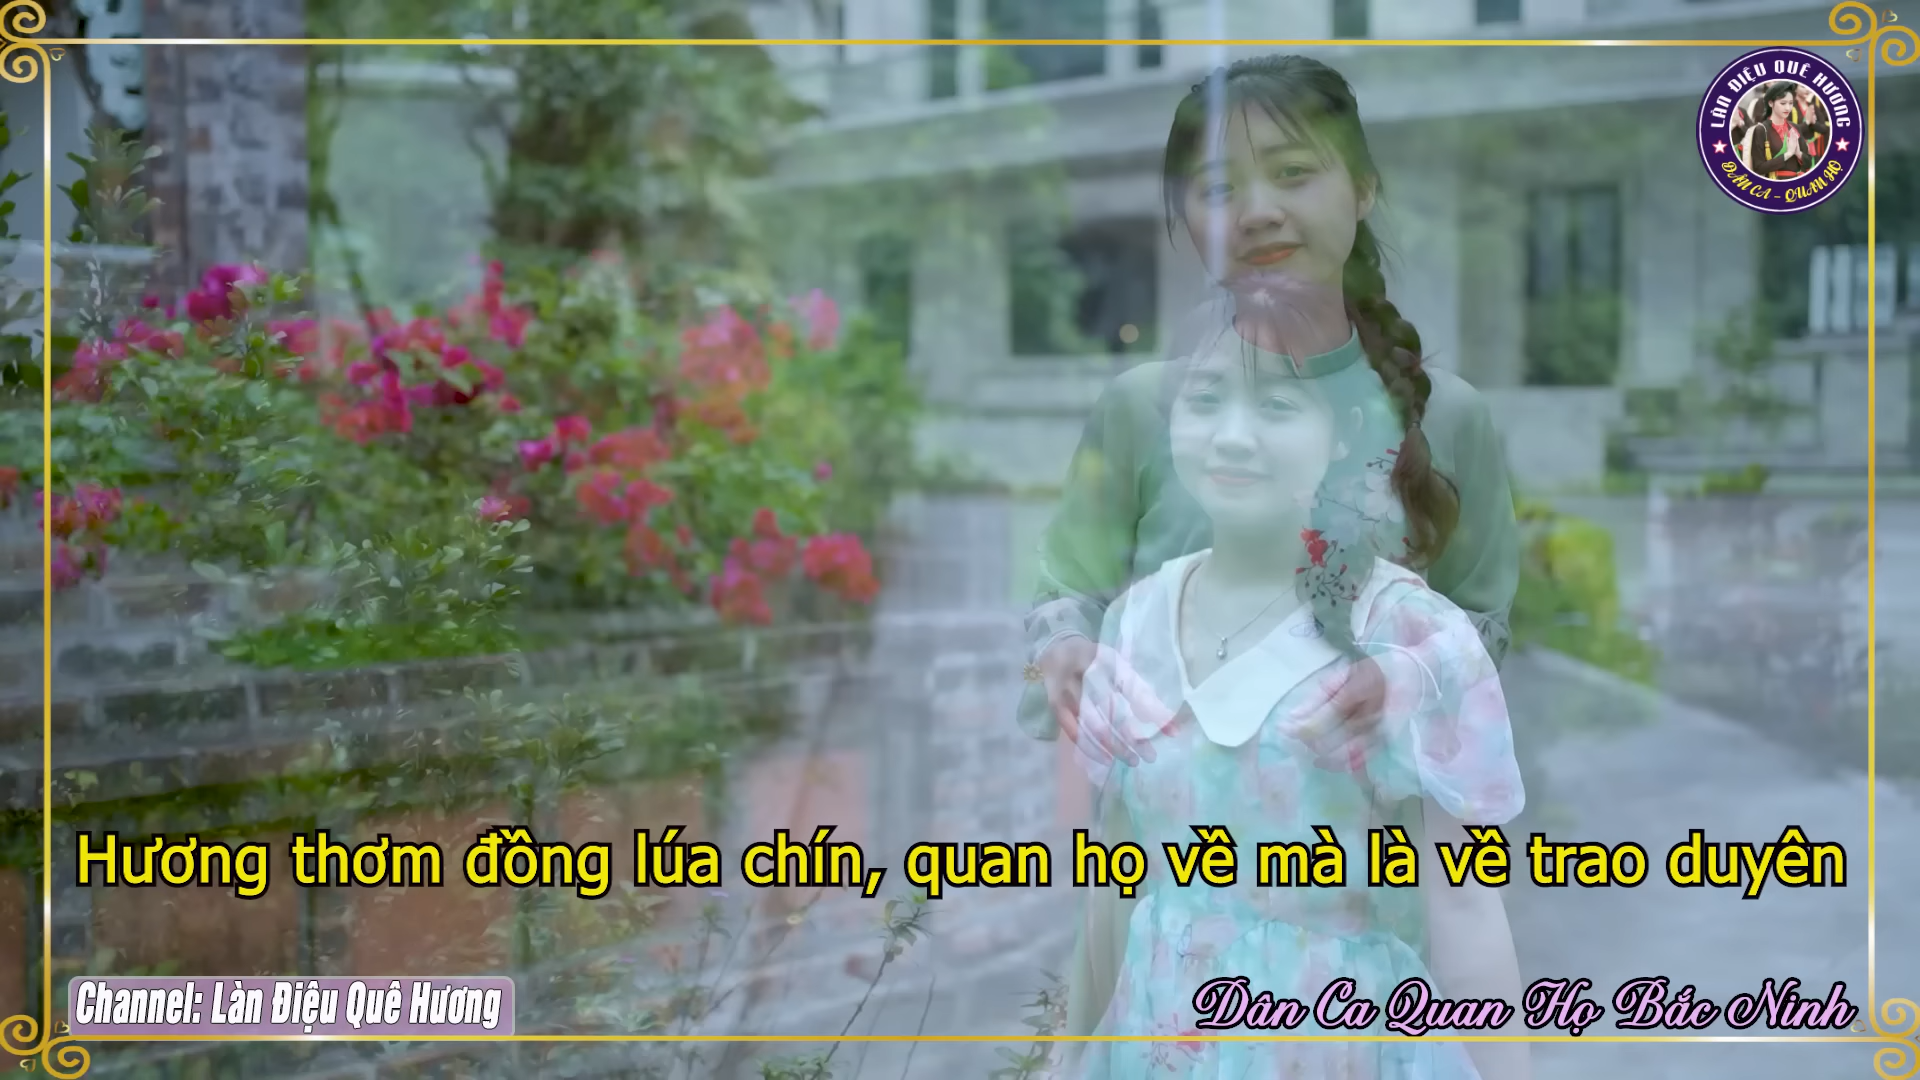 LÀN ĐIỆU QUÊ HƯƠNG
DÂN CA - QUAN HỌ
Hương thơm đồng lúa chín, quan họ về mà là về trao duyên
Channel: Làn Điệu Quê Hương
Dân Ca Quan Họ Bắc Ninh